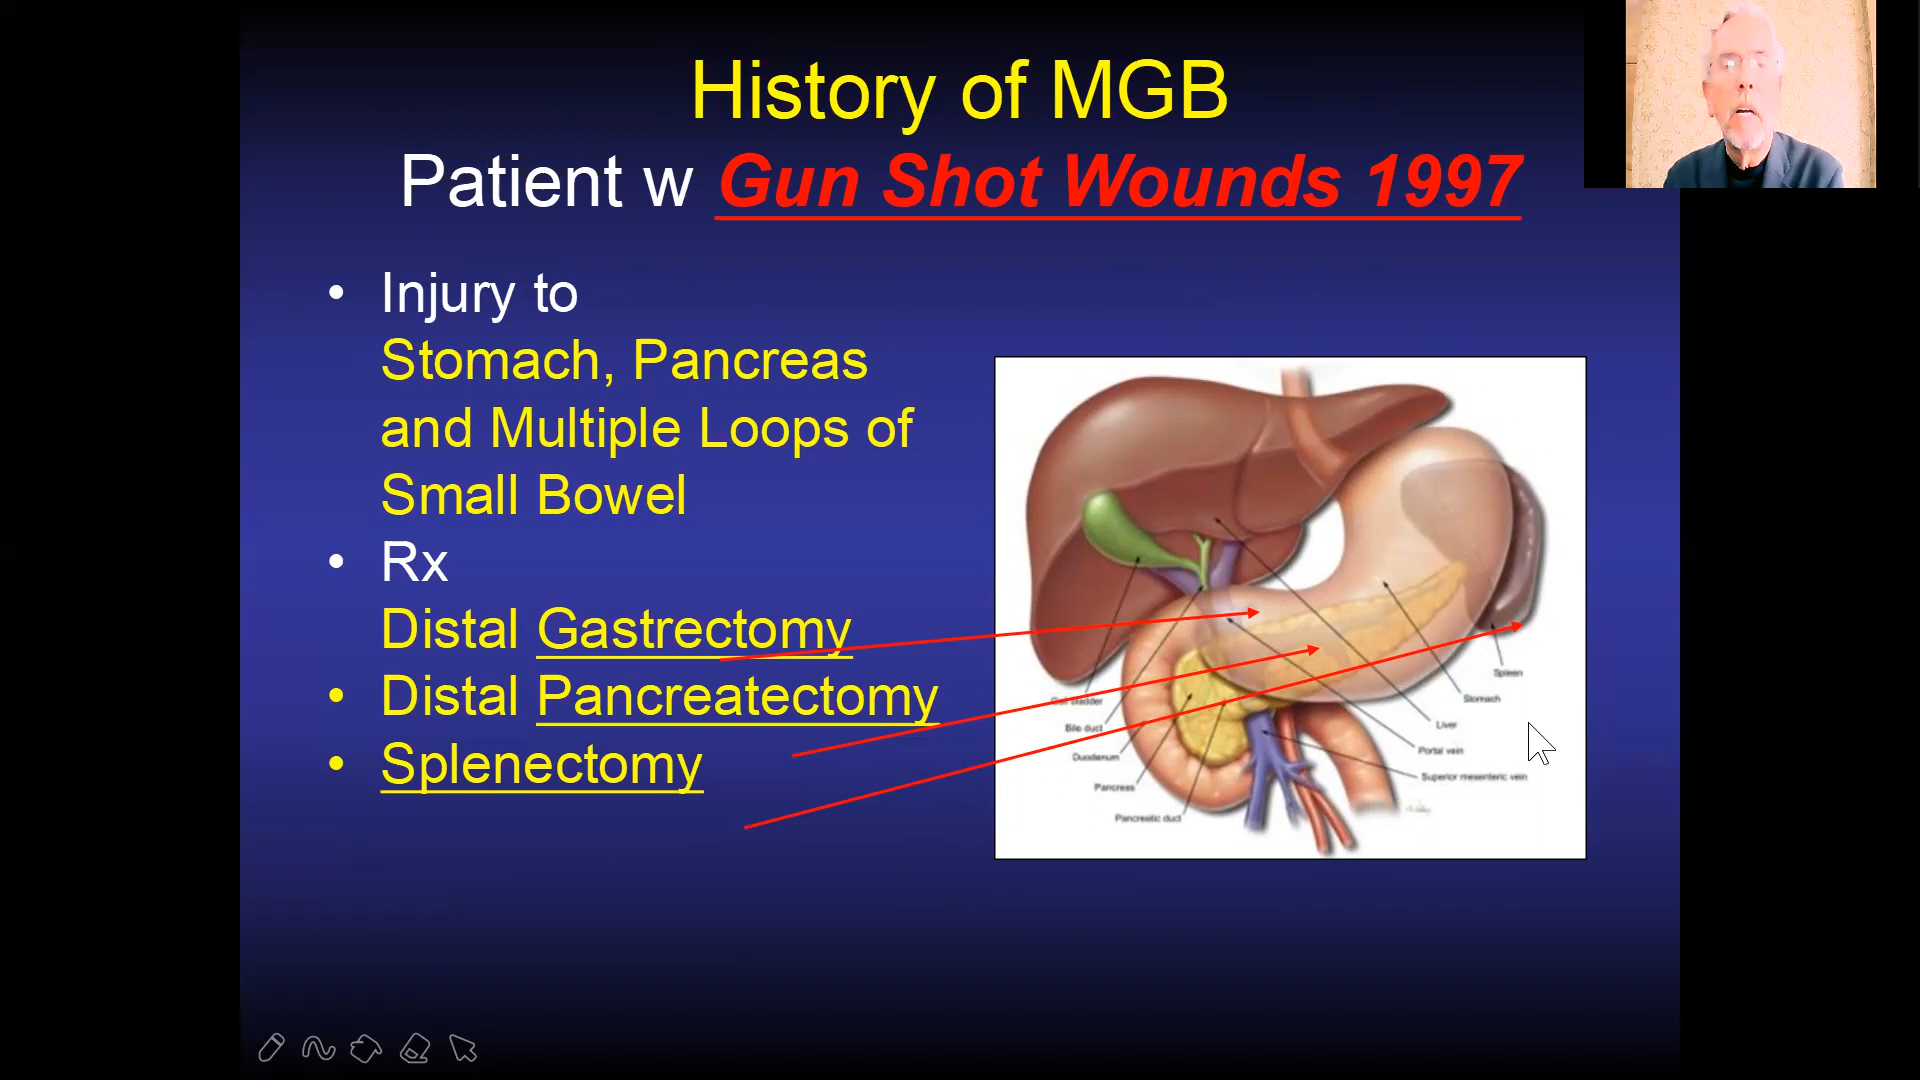 History of MGB
Patient w Gun Shot Wounds 1997
• Injury to
Stomach, Pancreas
and Multiple Loops of
Small Bowel
• Rx
Distal Gastrectomy
• Distal Pancreatectomy
• Splenectomy
Gall bladder
Bile duct
Duodenum
Pancreas
Pancreatic duct
Spleen
Stomach
Liver
Portal vein
Superior mesenteric vein